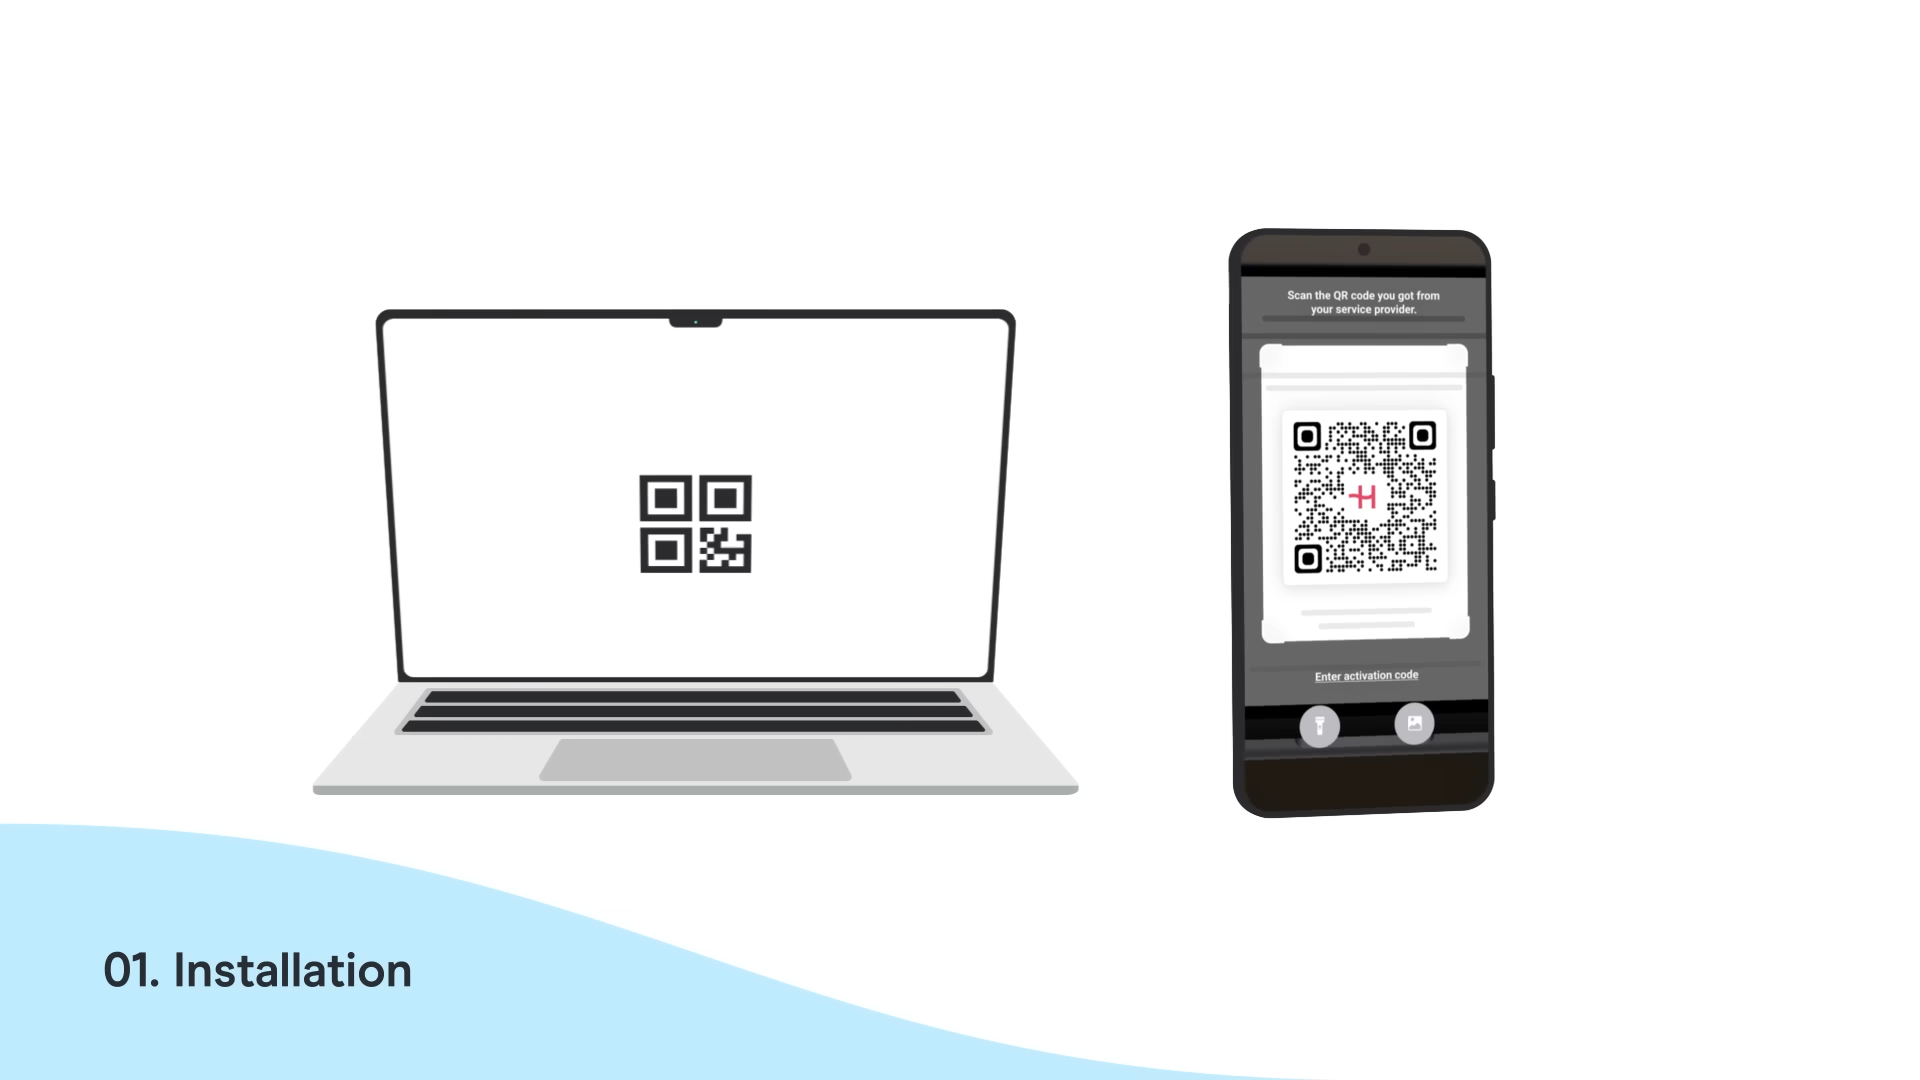 Scan the QR code you got from
your service provider.
Enter activation code
01. Installation